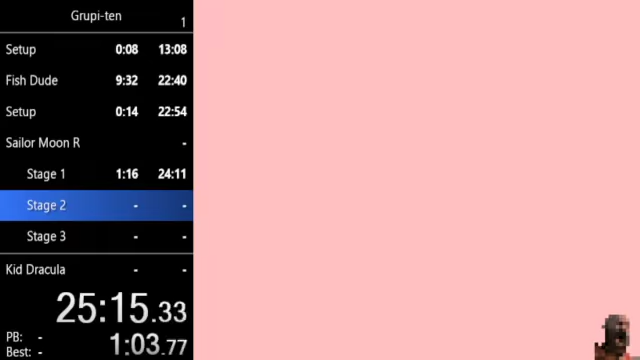 Grupi-ten
1
Setup 0:08 13:08
Fish Dude 9:32 22:40
Setup 0:14 22:54
Sailor Moon R -
Stage 1 1:16 24:11
Stage 2 - -
Stage 3 - -
Kid Dracula - -
25:15.33
PB: -
Best: -
1:03.77